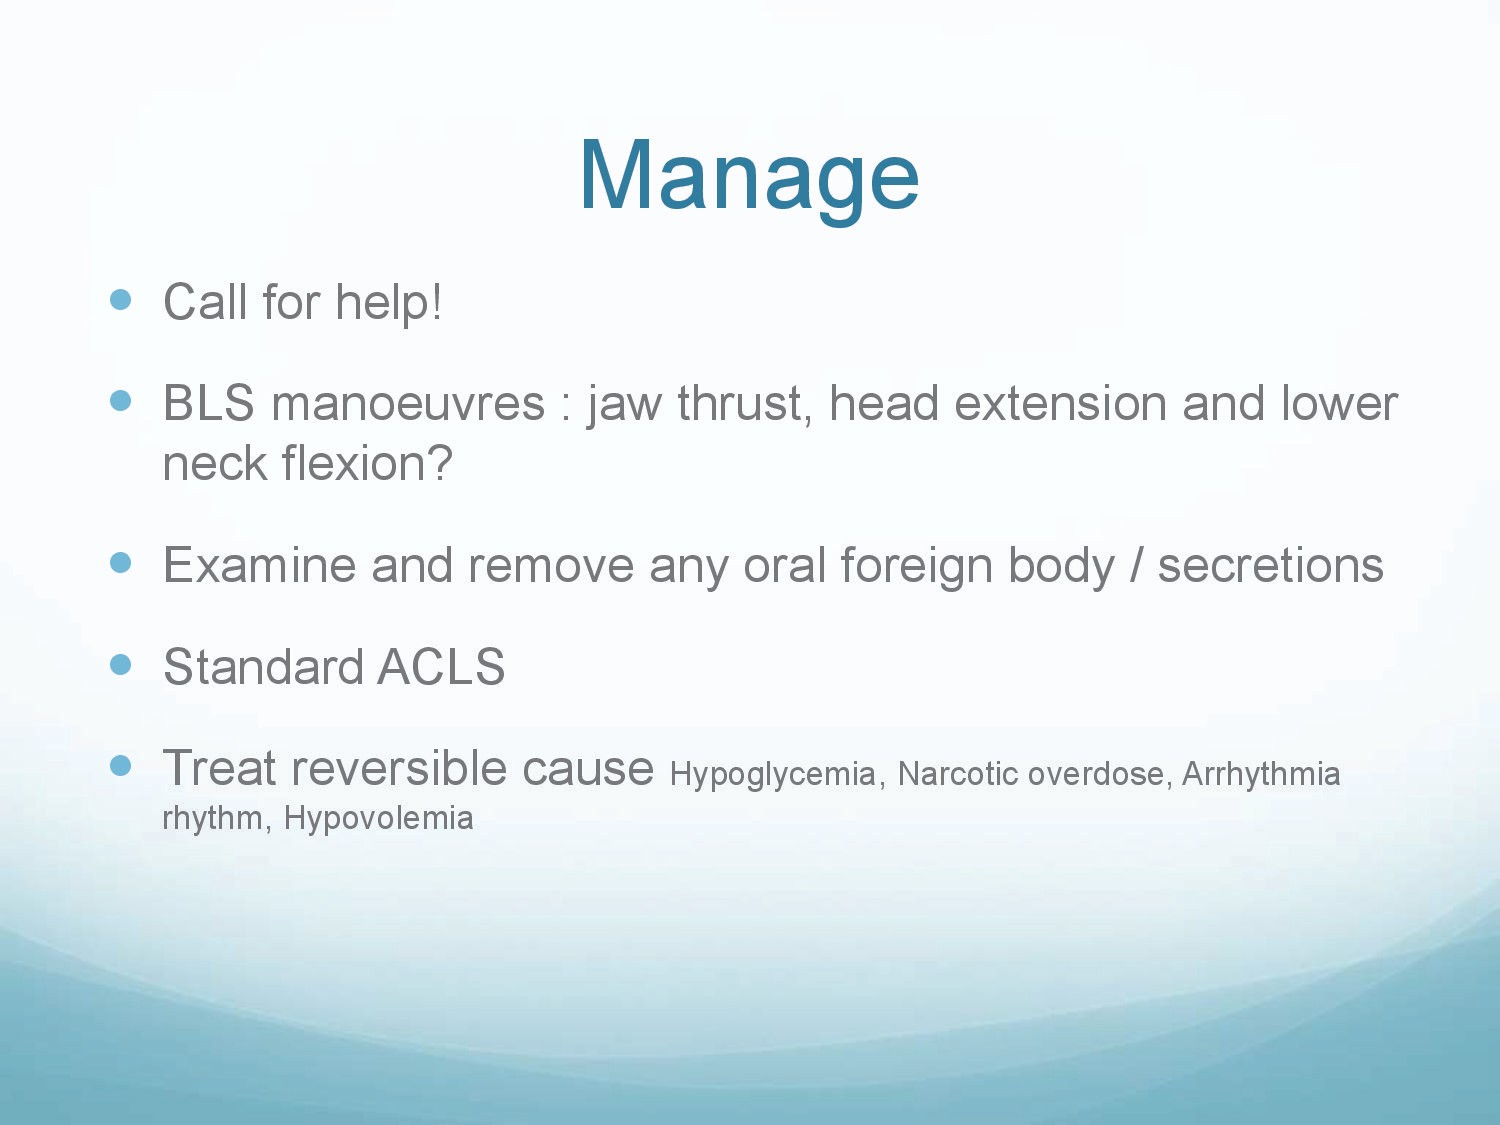 Manage
• Call for help!
• BLS manoeuvres : jaw thrust, head extension and lower
neck flexion?
• Examine and remove any oral foreign body / secretions
• Standard ACLS
• Treat reversible cause Hypoglycemia, Narcotic overdose, Arrhythmia
rhythm, Hypovolemia